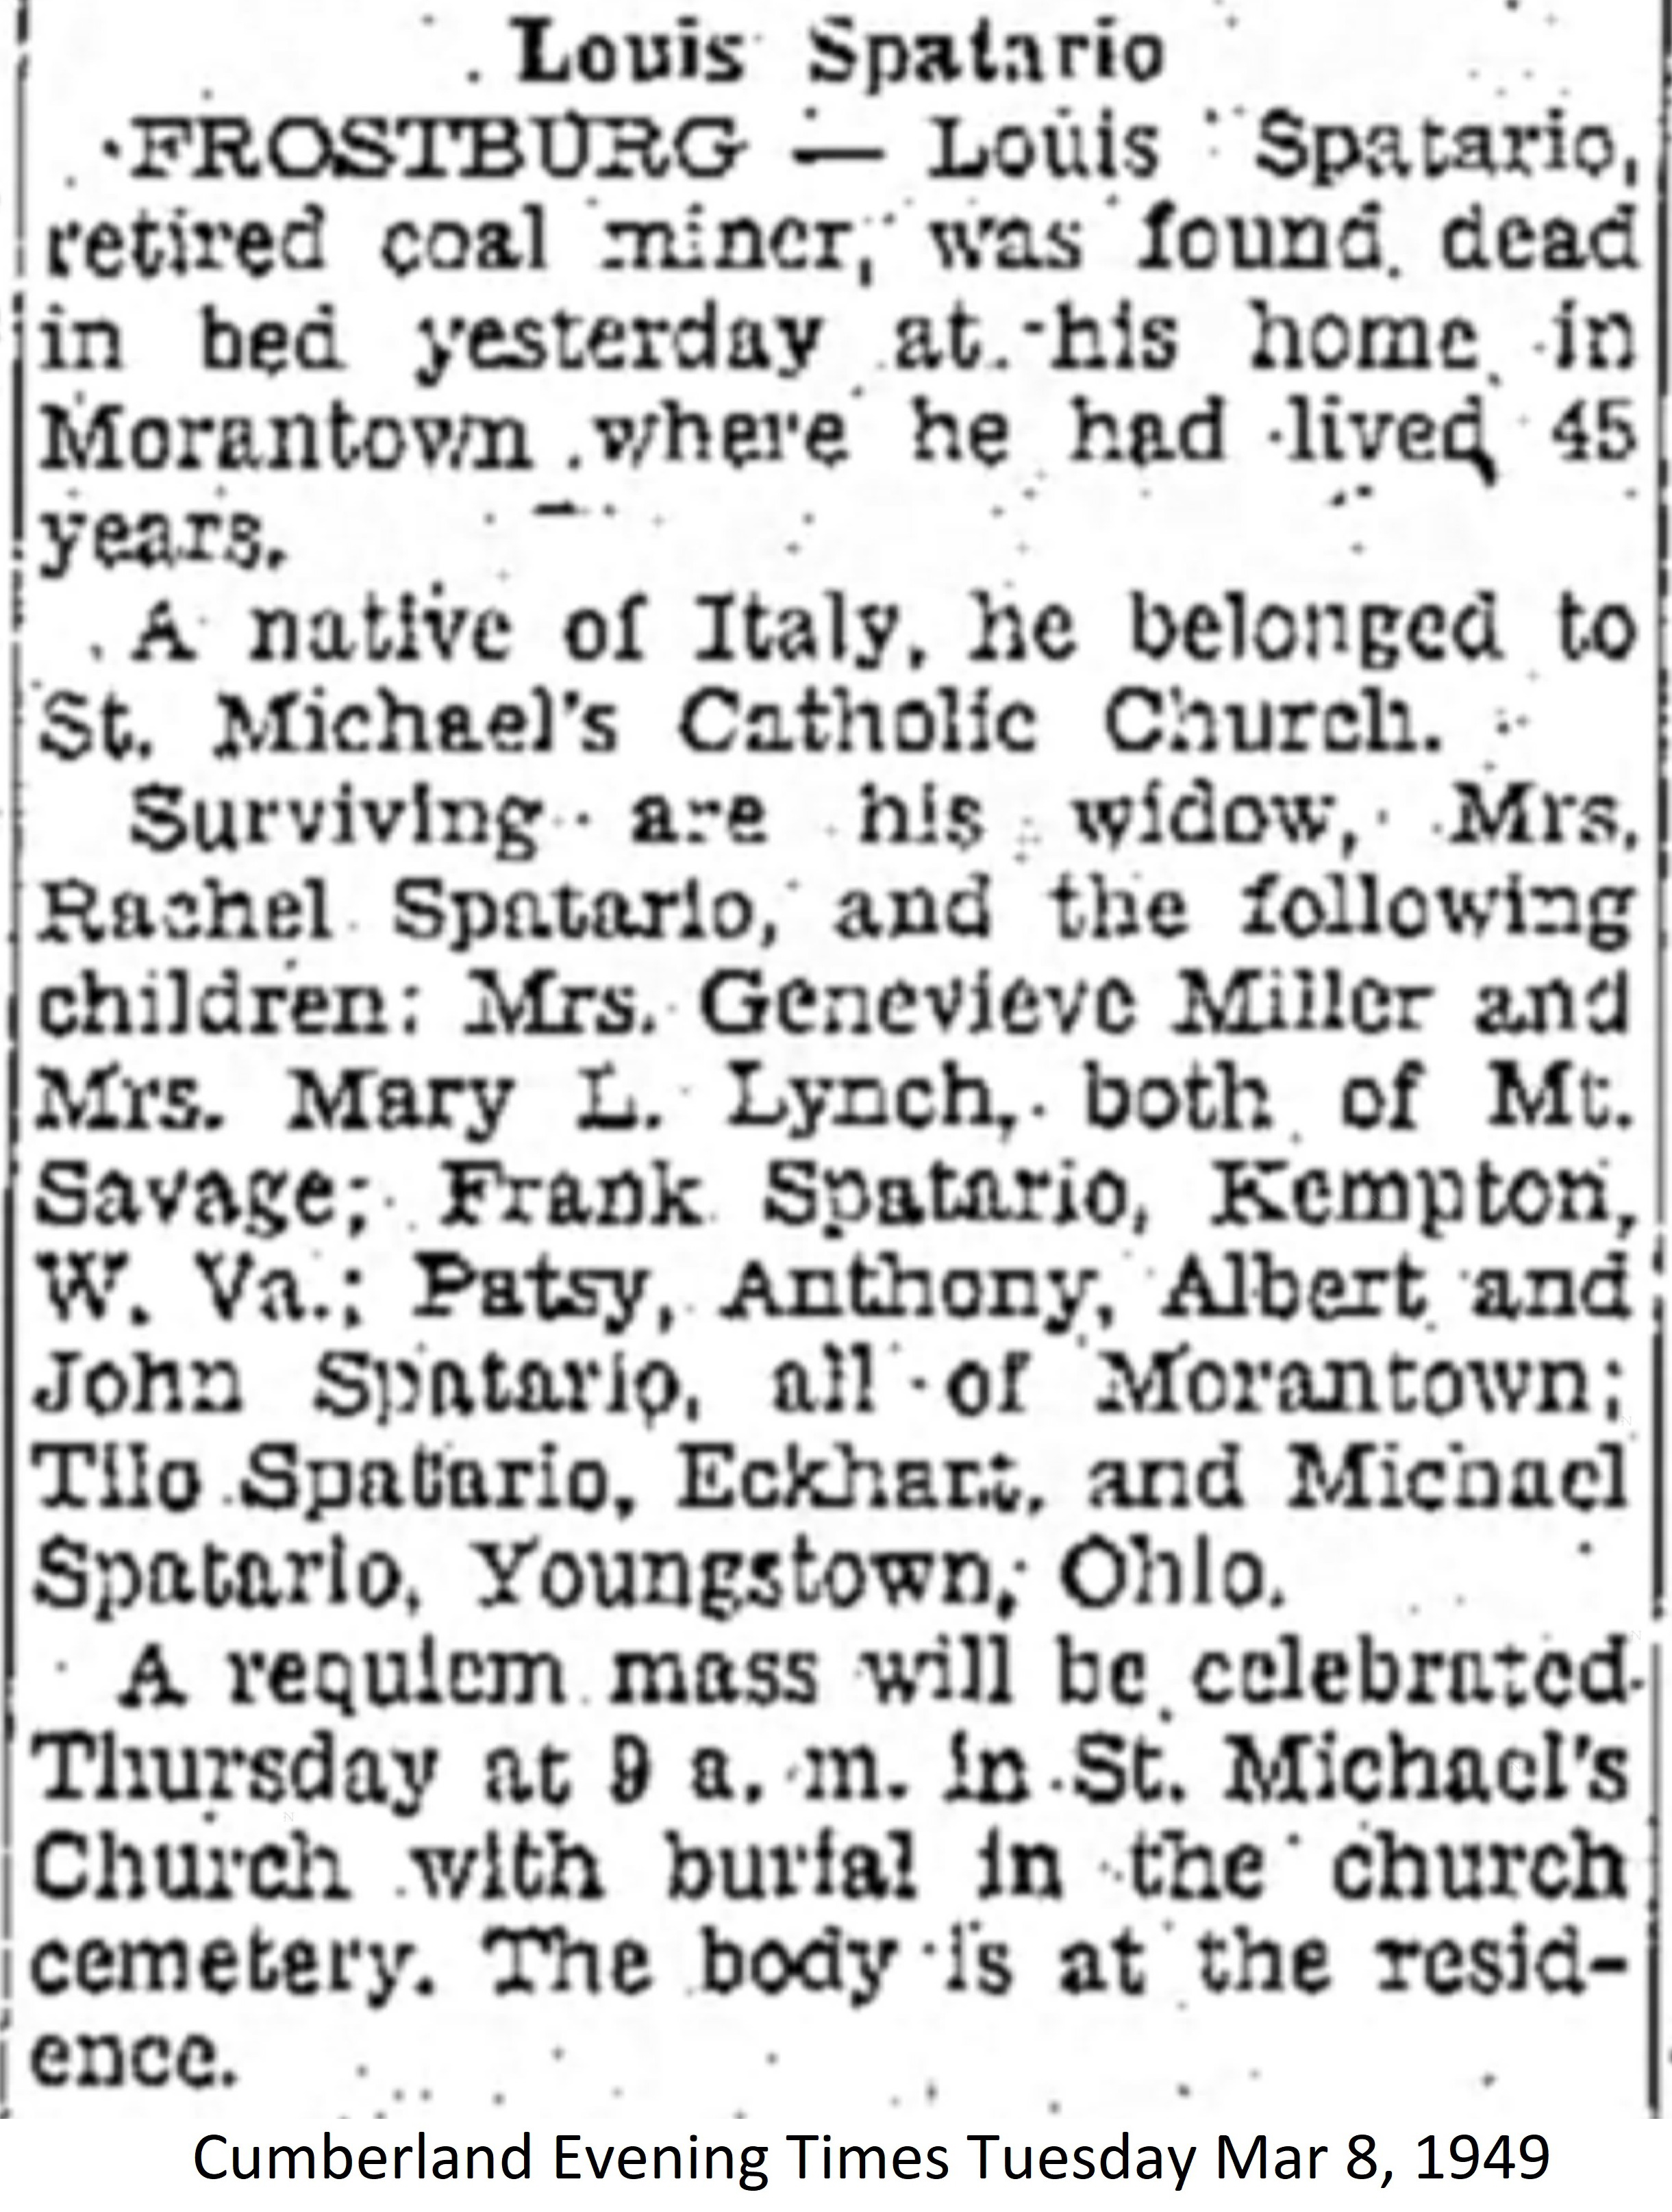 Louis Spatario
FROSTBURG — Louis Spatario,
retired coal miner, was found dead
in bed yesterday at his home in
Morantown where he had lived 45
years.
A native of Italy, he belonged to
St. Michael's Catholic Church.
Surviving are his widow, Mrs.
Rachel Spatario, and the following
children: Mrs. Genevieve Miller and
Mrs. Mary L. Lynch, both of Mt.
Savage; Frank Spatario, Kempton,
W. Va.; Patsy, Anthony, Albert and
John Spatario, all of Morantown;
Tilo Spatario, Eckhart, and Michael
Spatario, Youngstown, Ohio.
A requiem mass will be celebrated
Thursday at 9 a. m. in St. Michael's
Church with burial in the church
cemetery. The body is at the resid-
ence.
Cumberland Evening Times Tuesday Mar 8, 1949